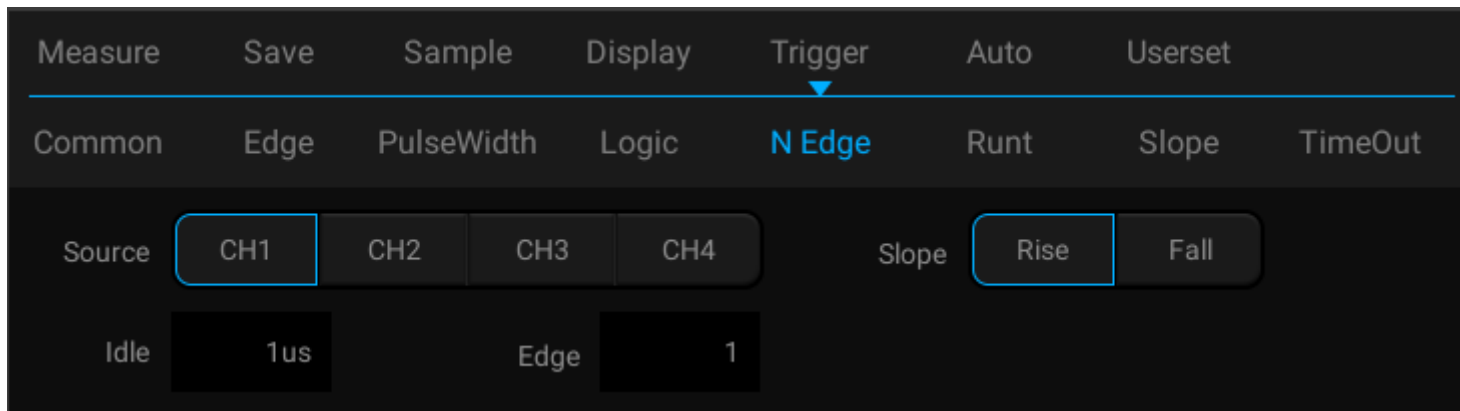 Measure Save Sample Display Trigger Auto Userset
Common Edge PulseWidth Logic N Edge Runt Slope TimeOut
Source CH1 CH2 CH3 CH4 Slope Rise Fall
Idle 1us Edge 1